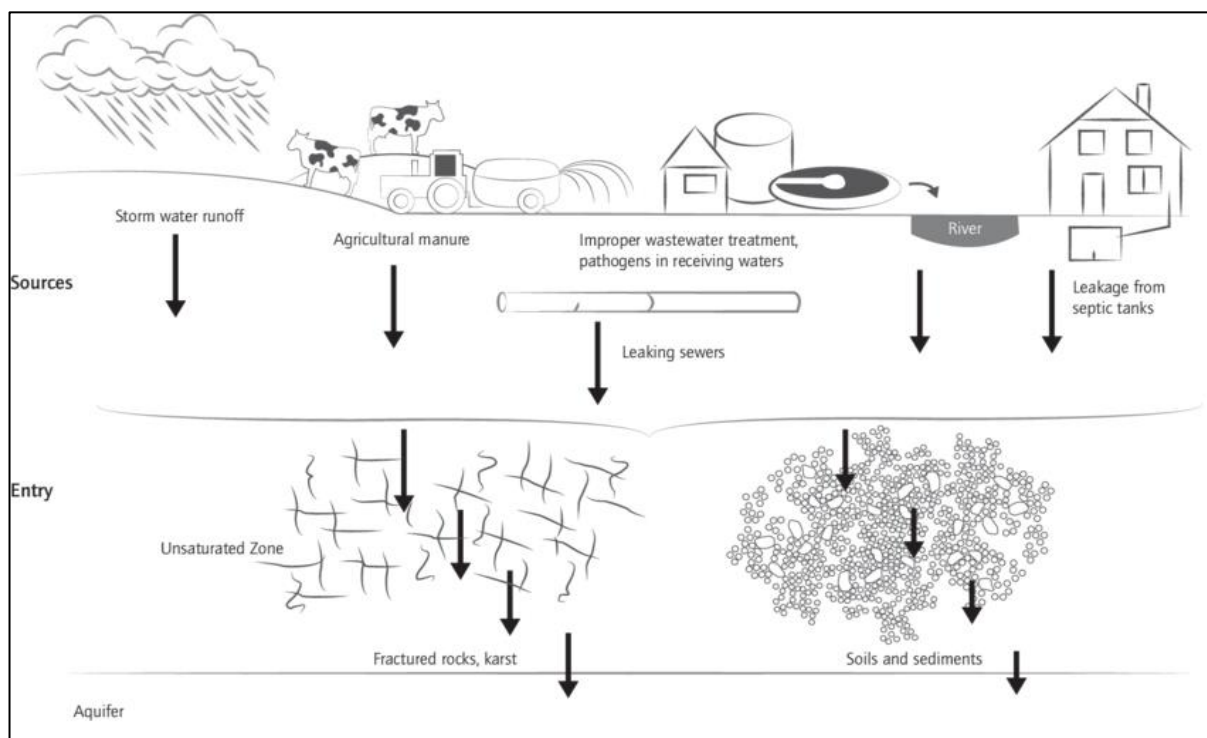 Storm water runoff
Agricultural manure
Improper wastewater treatment,
pathogens in receiving waters
River
Sources
Leakage from
septic tanks
Leaking sewers
Entry
Unsaturated Zone
Fractured rocks, karst
Soils and sediments
Aquifer